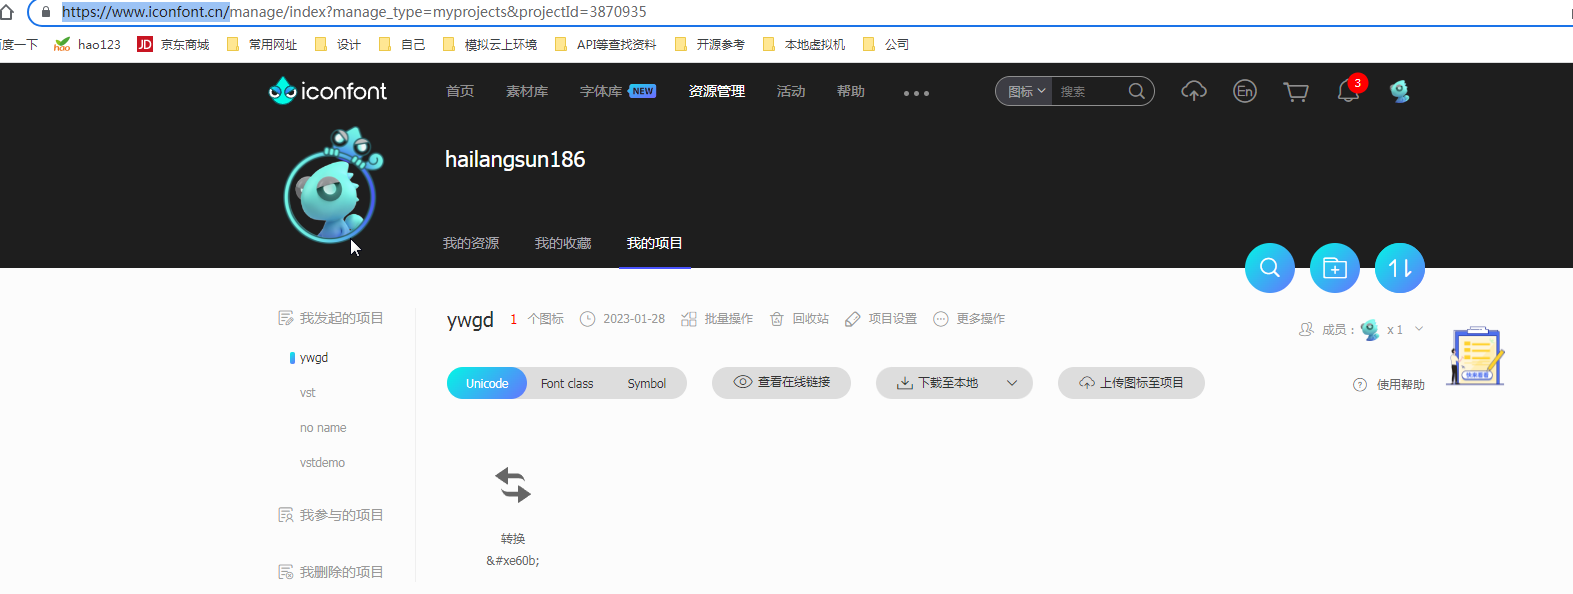 https://www.iconfont.cn/manage/index?manage_type=myprojects&projectId=3870935
百度一下 hao123 JD 京东商城 常用网址 设计 自己 模拟云上环境 API等查找资料 开源参考 本地虚拟机 公司
iconfont 首页 素材库 字体库 NEW 资源管理 活动 帮助 ••• 图标 搜索 En 3
hailangsun186
我的资源 我的收藏 我的项目
我发起的项目
ywgd
vst
no name
vstdemo
我参与的项目
我删除的项目
ywgd 1 个图标 2023-01-28 批量操作 回收站 项目设置 更多操作
成员： x 1
Unicode Font class Symbol 查看在线链接 下载至本地 上传图标至项目
使用帮助
快来看看
转换
&#xe60b;